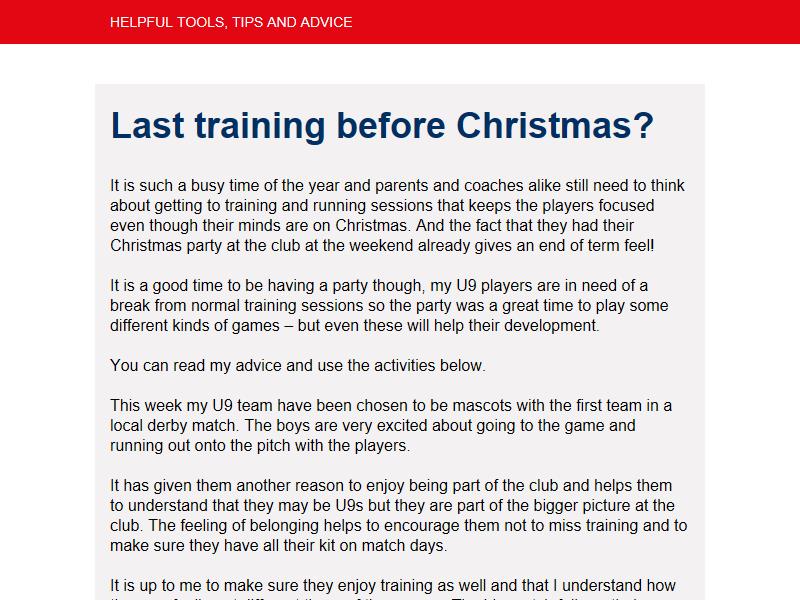 HELPFUL TOOLS, TIPS AND ADVICE
Last training before Christmas?
It is such a busy time of the year and parents and coaches alike still need to think
about getting to training and running sessions that keeps the players focused
even though their minds are on Christmas. And the fact that they had their
Christmas party at the club at the weekend already gives an end of term feel!
It is a good time to be having a party though, my U9 players are in need of a
break from normal training sessions so the party was a great time to play some
different kinds of games – but even these will help their development.
You can read my advice and use the activities below.
This week my U9 team have been chosen to be mascots with the first team in a
local derby match. The boys are very excited about going to the game and
running out onto the pitch with the players.
It has given them another reason to enjoy being part of the club and helps them
to understand that they may be U9s but they are part of the bigger picture at the
club. The feeling of belonging helps to encourage them not to miss training and to
make sure they have all their kit on match days.
It is up to me to make sure they enjoy training as well and that I understand how